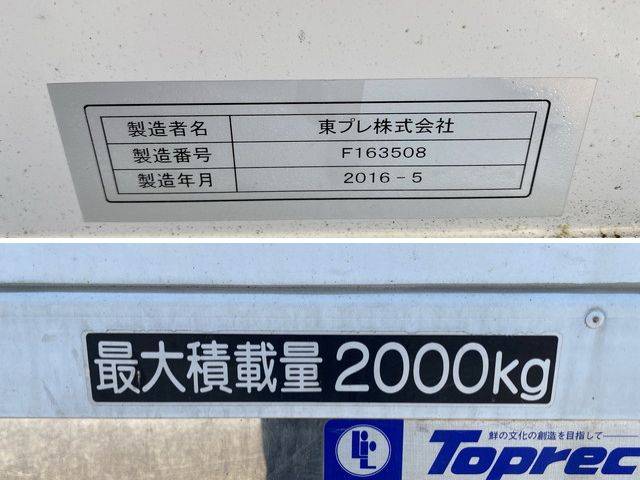 製造者名 東プレ株式会社
製造番号 F163508
製造年月 2016-5
最大積載量 2000kg
鮮の文化の創造を目指して
Toprec